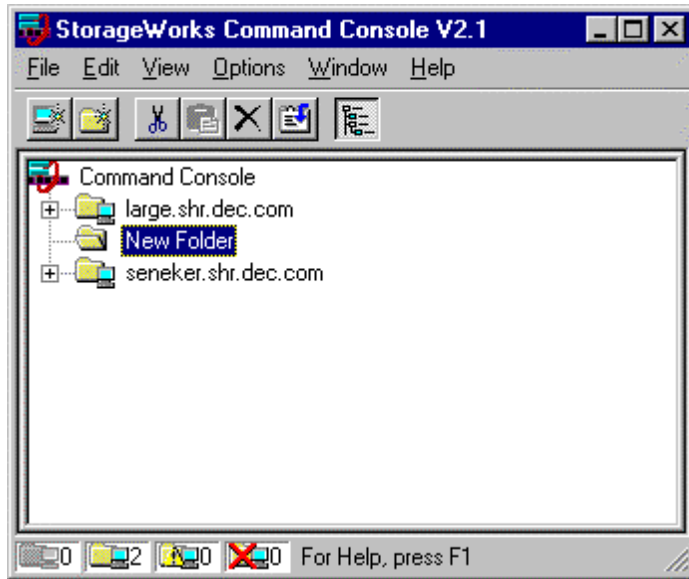 StorageWorks Command Console V2.1
File Edit View Options Window Help
Command Console
large.shr.dec.com
New Folder
seneker.shr.dec.com
0 2 0 0 For Help, press F1